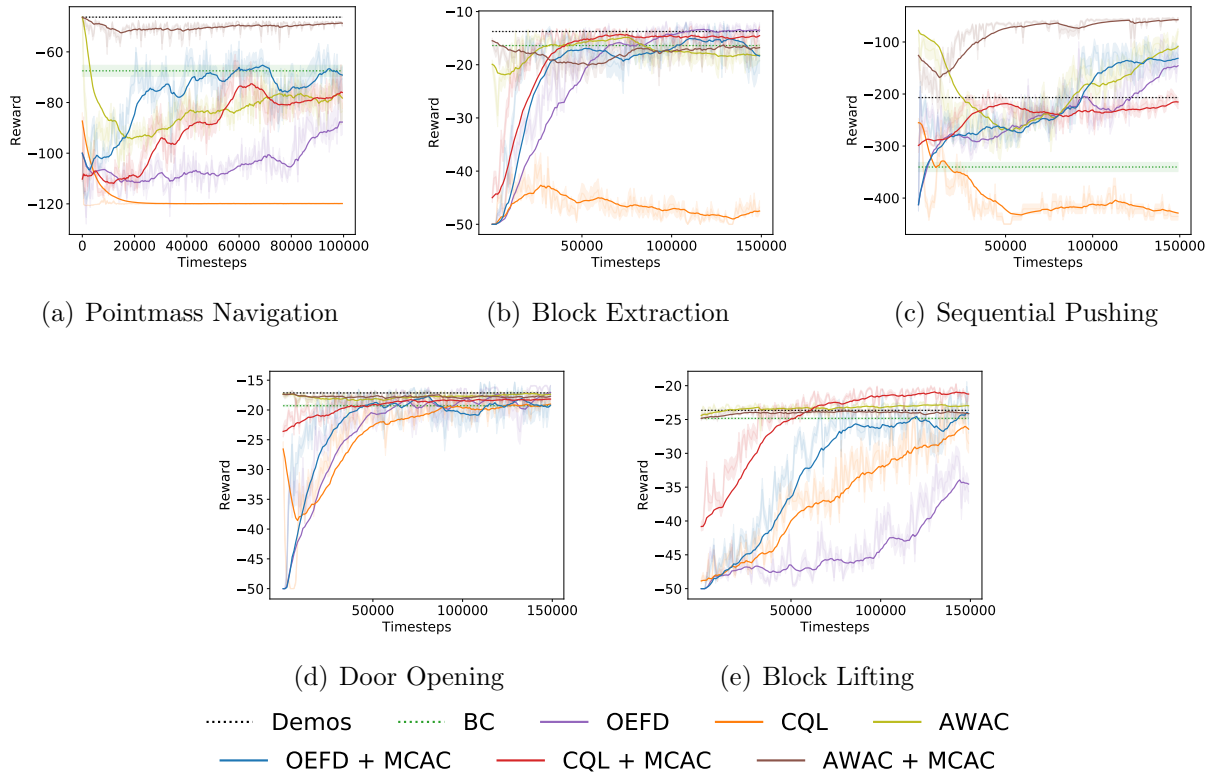 −60
−80
−100
−120
Reward
0 20000 40000 60000 80000 100000
Timesteps
(a) Pointmass Navigation
−10
−20
−30
−40
−50
Reward
50000 100000 150000
Timesteps
(b) Block Extraction
−100
−200
−300
−400
Reward
50000 100000 150000
Timesteps
(c) Sequential Pushing
−15
−20
−25
−30
−35
−40
−45
−50
Reward
50000 100000 150000
Timesteps
(d) Door Opening
−20
−25
−30
−35
−40
−45
−50
Reward
50000 100000 150000
Timesteps
(e) Block Lifting
Demos BC OEFD CQL AWAC
OEFD + MCAC CQL + MCAC AWAC + MCAC